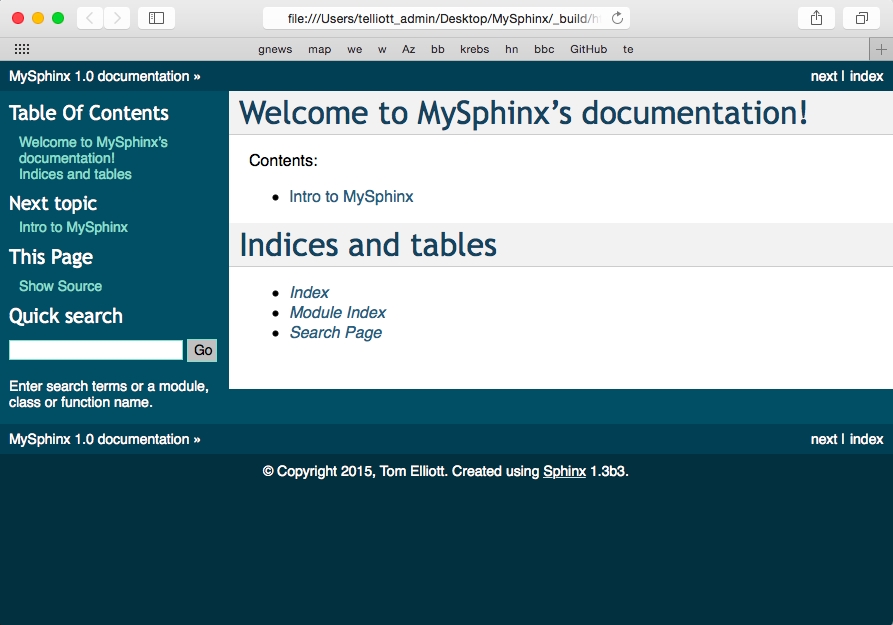 file:///Users/telliott_admin/Desktop/MySphinx/_build/h
gnews map we w Az bb krebs hn bbc GitHub te
MySphinx 1.0 documentation » next | index
Table Of Contents
Welcome to MySphinx’s
documentation!
Indices and tables
Next topic
Intro to MySphinx
This Page
Show Source
Quick search
Go
Enter search terms or a module,
class or function name.
Welcome to MySphinx’s documentation!
Contents:
Intro to MySphinx
Indices and tables
Index
Module Index
Search Page
MySphinx 1.0 documentation » next | index
© Copyright 2015, Tom Elliott. Created using Sphinx 1.3b3.